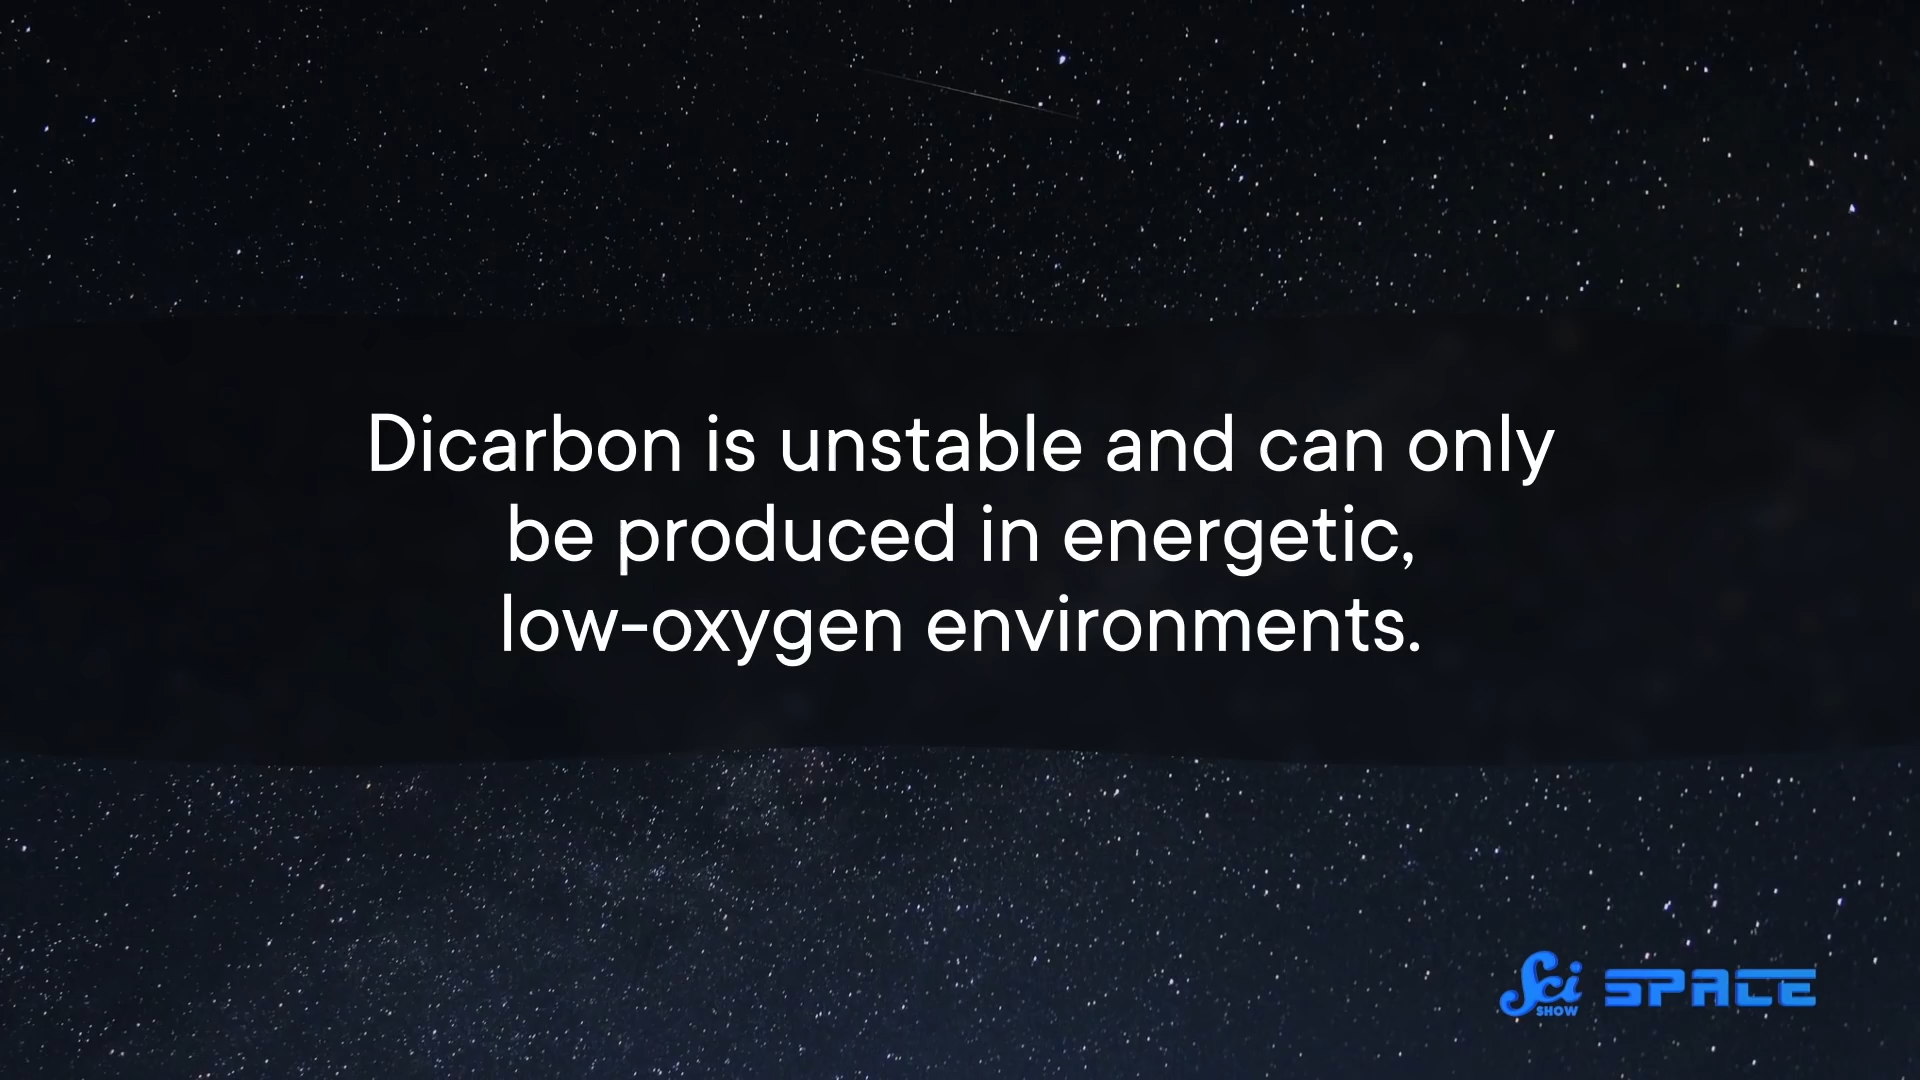 Dicarbon is unstable and can only
be produced in energetic,
low-oxygen environments.
Sci SHOW SPACE